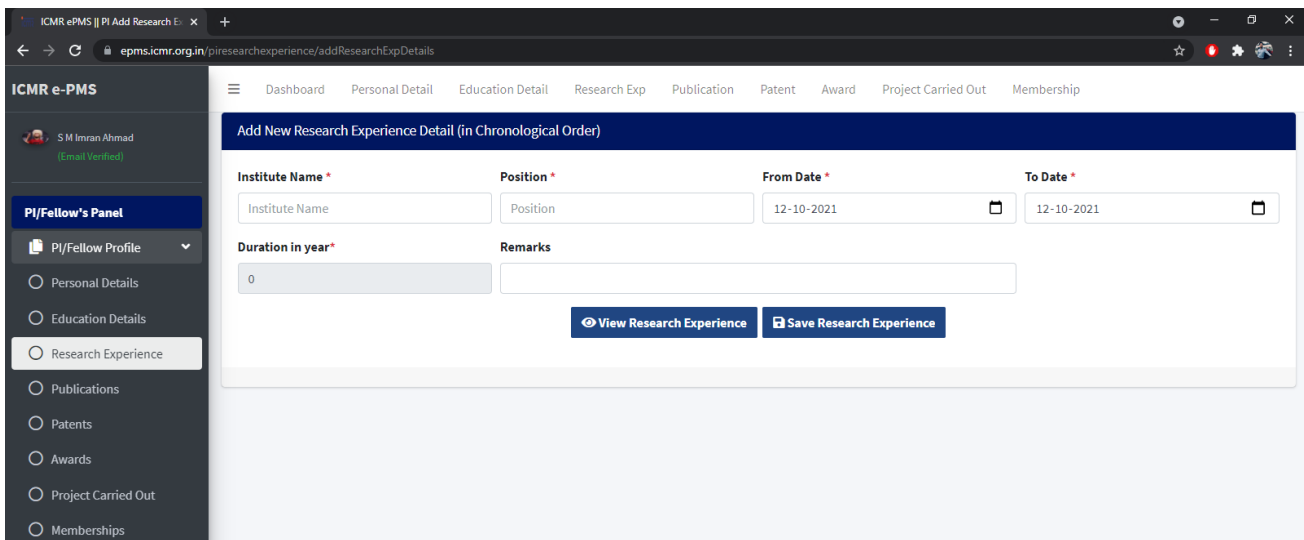 ICMR ePMS || PI Add Research Ex
epms.icmr.org.in/piresearchexperience/addResearchExpDetails
ICMR e-PMS
Dashboard Personal Detail Education Detail Research Exp Publication Patent Award Project Carried Out Membership
S M Imran Ahmad
(Email Verified)
PI/Fellow's Panel
PI/Fellow Profile
Personal Details
Education Details
Research Experience
Publications
Patents
Awards
Project Carried Out
Memberships
Add New Research Experience Detail (in Chronological Order)
Institute Name * Position * From Date * To Date *
Institute Name Position 12-10-2021 12-10-2021
Duration in year* Remarks
0
View Research Experience Save Research Experience